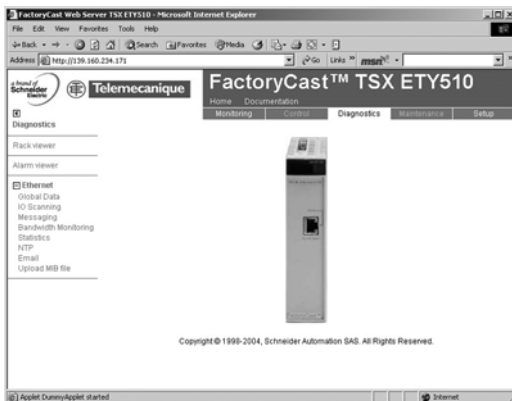 FactoryCast Web Server TSX ETY510 - Microsoft Internet Explorer
File Edit View Favorites Tools Help
Back Search Favorites Media
Address http://139.160.234.171 Go Links » msn
a brand of
Schneider Electric
Telemecanique
FactoryCast™ TSX ETY510
Home Documentation
Monitoring Control Diagnostics Maintenance Setup
Diagnostics
Rack viewer
Alarm viewer
Ethernet
Global Data
IO Scanning
Messaging
Bandwidth Monitoring
Statistics
NTP
Email
Upload MIB file
Copyright © 1998-2004, Schneider Automation SAS. All Rights Reserved.
Applet DummyApplet started Internet